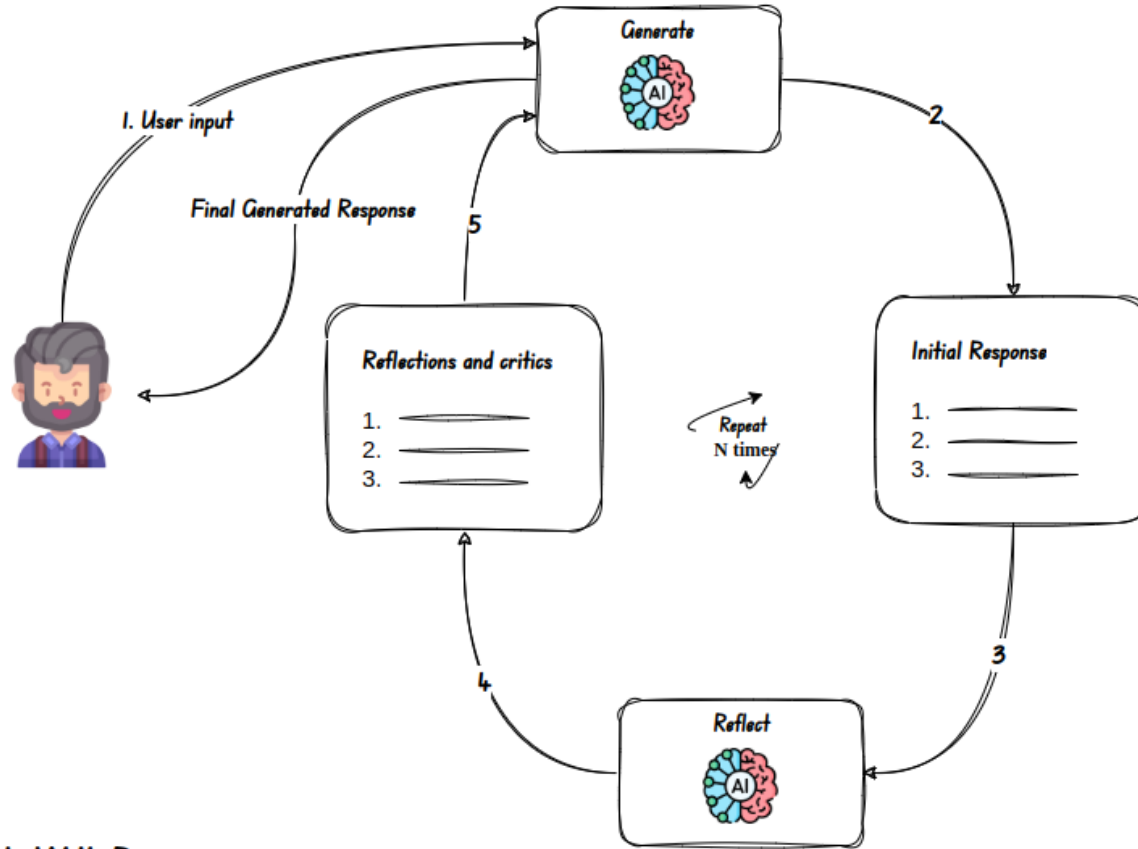 Generate
AI
1. User input
2
Final Generated Response
5
Reflections and critics
1.
2.
3.
Repeat
N times
Initial Response
1.
2.
3.
4
3
Reflect
AI